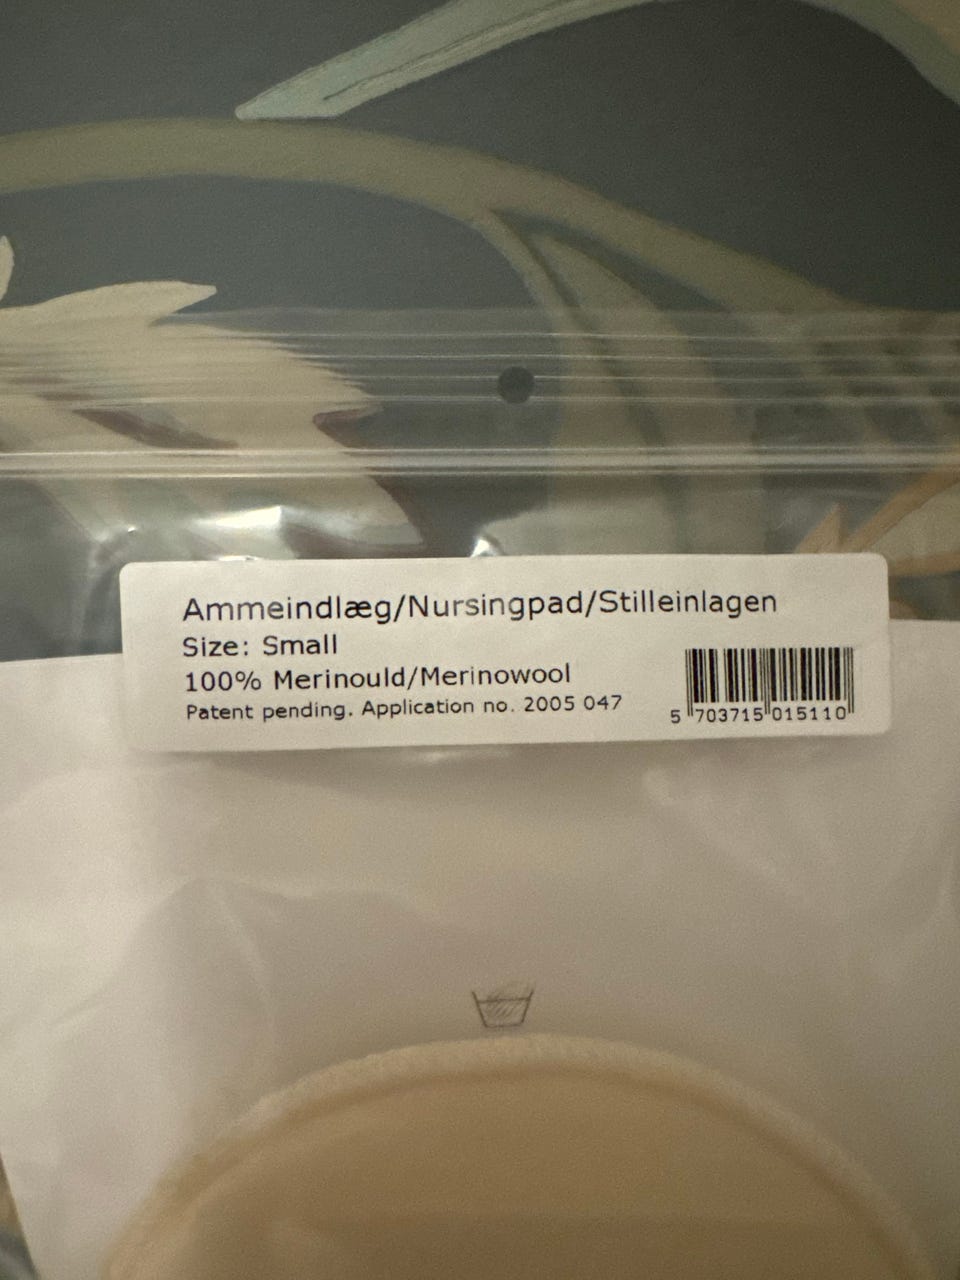 Ammeindlæg/Nursingpad/Stilleinlagen
Size: Small
100% Merinould/Merinowool
Patent pending. Application no. 2005 047
5 703715 015110